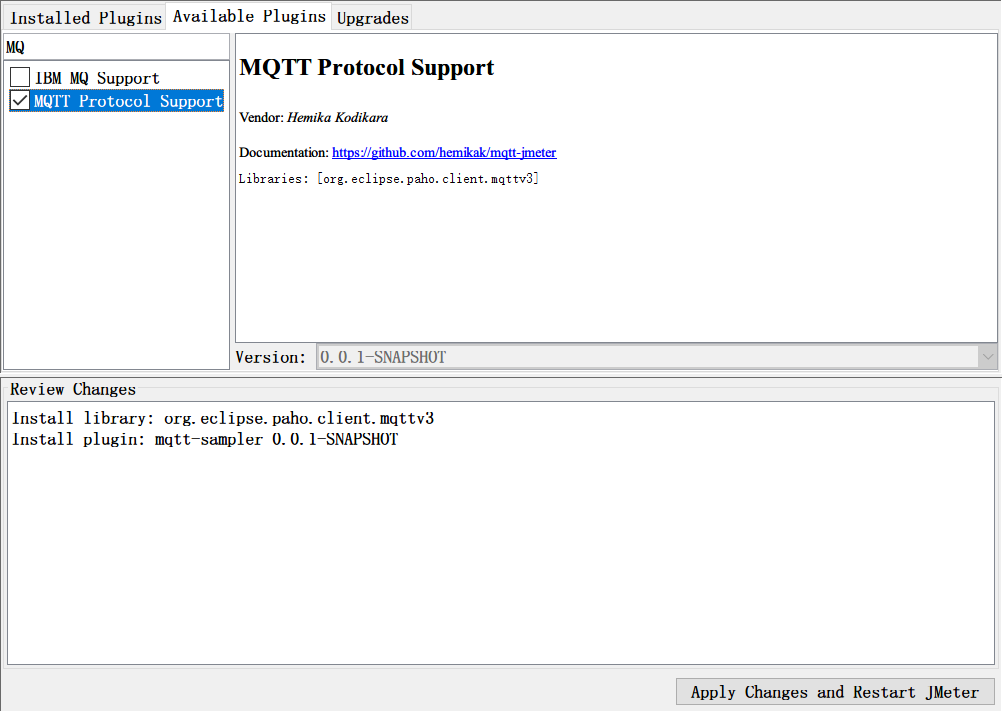 Installed Plugins Available Plugins Upgrades
MQ
IBM MQ Support
MQTT Protocol Support
MQTT Protocol Support
Vendor: Hemika Kodikara
Documentation: https://github.com/hemikak/mqtt-jmeter
Libraries: [org.eclipse.paho.client.mqttv3]
Version: 0.0.1-SNAPSHOT
Review Changes
Install library: org.eclipse.paho.client.mqttv3
Install plugin: mqtt-sampler 0.0.1-SNAPSHOT
Apply Changes and Restart JMeter